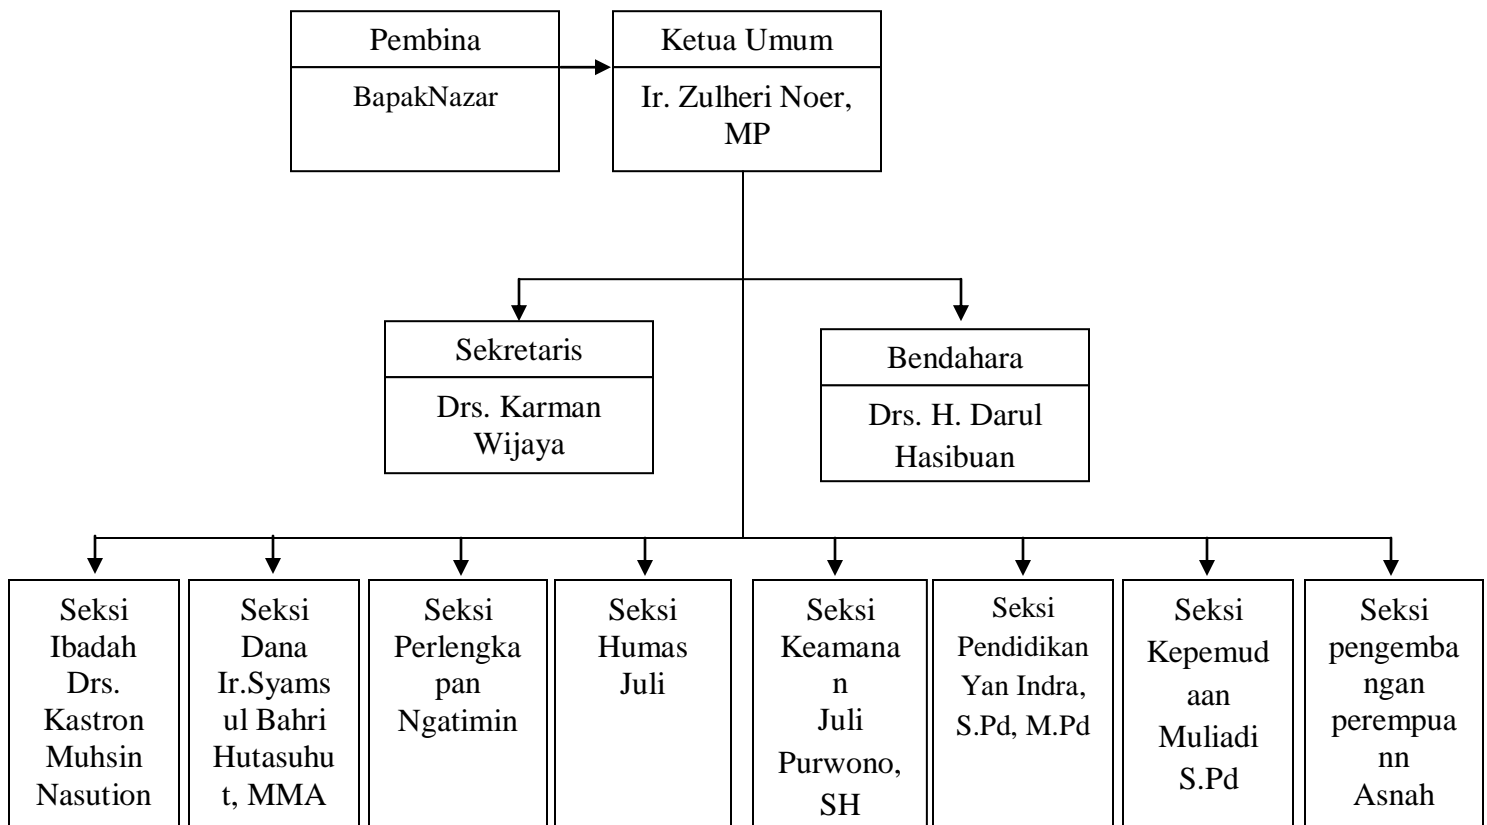 Pembina
BapakNazar
Ketua Umum
Ir. Zulheri Noer,
MP
Sekretaris
Drs. Karman
Wijaya
Bendahara
Drs. H. Darul
Hasibuan
Seksi
Ibadah
Drs.
Kastron
Muhsin
Nasution
Seksi
Dana
Ir.Syams
ul Bahri
Hutasuhu
t, MMA
Seksi
Perlengka
pan
Ngatimin
Seksi
Humas
Juli
Seksi
Keamana
n
Juli
Purwono,
SH
Seksi
Pendidikan
Yan Indra,
S.Pd, M.Pd
Seksi
Kepemud
aan
Muliadi
S.Pd
Seksi
pengemba
ngan
perempua
nn
Asnah